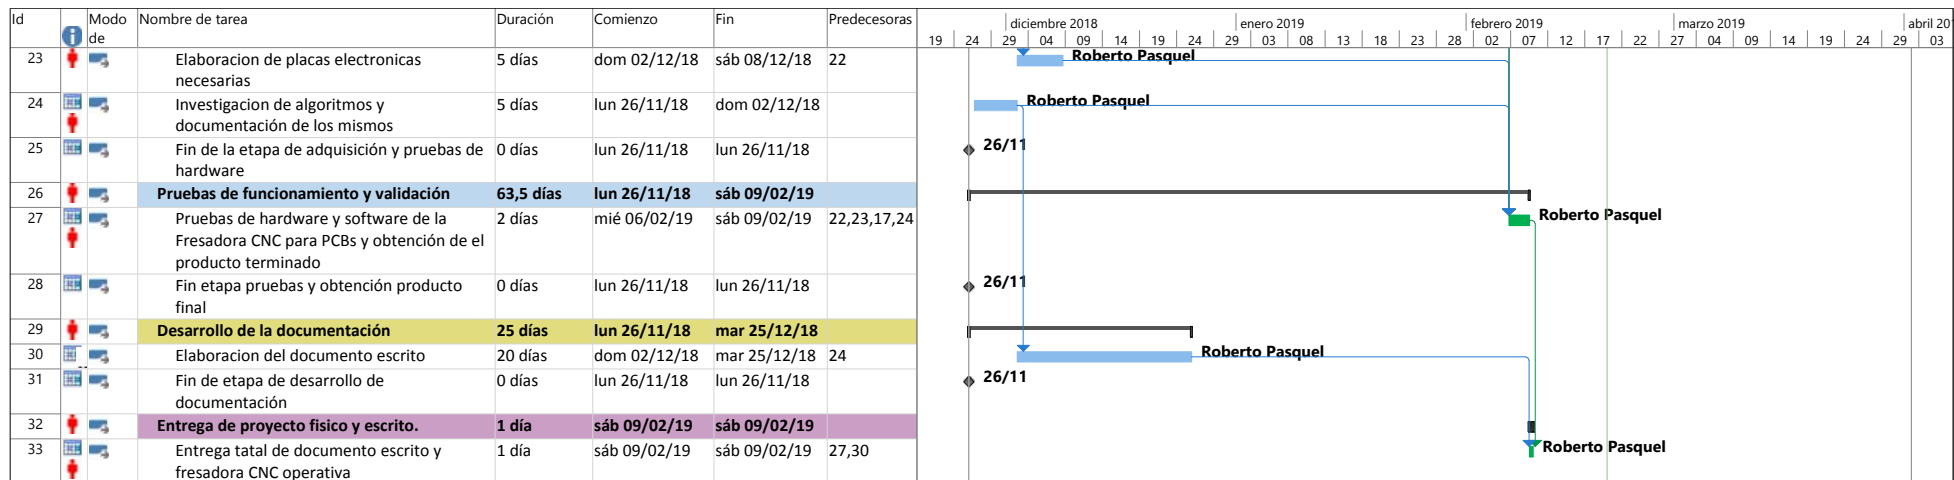 Id Modo de Nombre de tarea Duración Comienzo Fin Predecesoras
diciembre 2018 enero 2019 febrero 2019 marzo 2019 abril 20
19 24 29 04 09 14 19 24 29 03 08 13 18 23 28 02 07 12 17 22 27 04 09 14 19 24 29 03
23 Elaboracion de placas electronicas 5 días dom 02/12/18 sáb 08/12/18 22 Roberto Pasquel
necesarias
24 Investigacion de algoritmos y 5 días lun 26/11/18 dom 02/12/18 Roberto Pasquel
documentación de los mismos
25 Fin de la etapa de adquisición y pruebas de 0 días lun 26/11/18 lun 26/11/18 26/11
hardware
26 Pruebas de funcionamiento y validación 63,5 días lun 26/11/18 sáb 09/02/19
27 Pruebas de hardware y software de la 2 días mié 06/02/19 sáb 09/02/19 22,23,17,24 Roberto Pasquel
Fresadora CNC para PCBs y obtención de el
producto terminado
28 Fin etapa pruebas y obtención producto 0 días lun 26/11/18 lun 26/11/18 26/11
final
29 Desarrollo de la documentación 25 días lun 26/11/18 mar 25/12/18
30 Elaboracion del documento escrito 20 días dom 02/12/18 mar 25/12/18 24 Roberto Pasquel
31 Fin de etapa de desarrollo de 0 días lun 26/11/18 lun 26/11/18 26/11
documentación
32 Entrega de proyecto fisico y escrito. 1 día sáb 09/02/19 sáb 09/02/19
33 Entrega tatal de documento escrito y 1 día sáb 09/02/19 sáb 09/02/19 27,30 Roberto Pasquel
fresadora CNC operativa